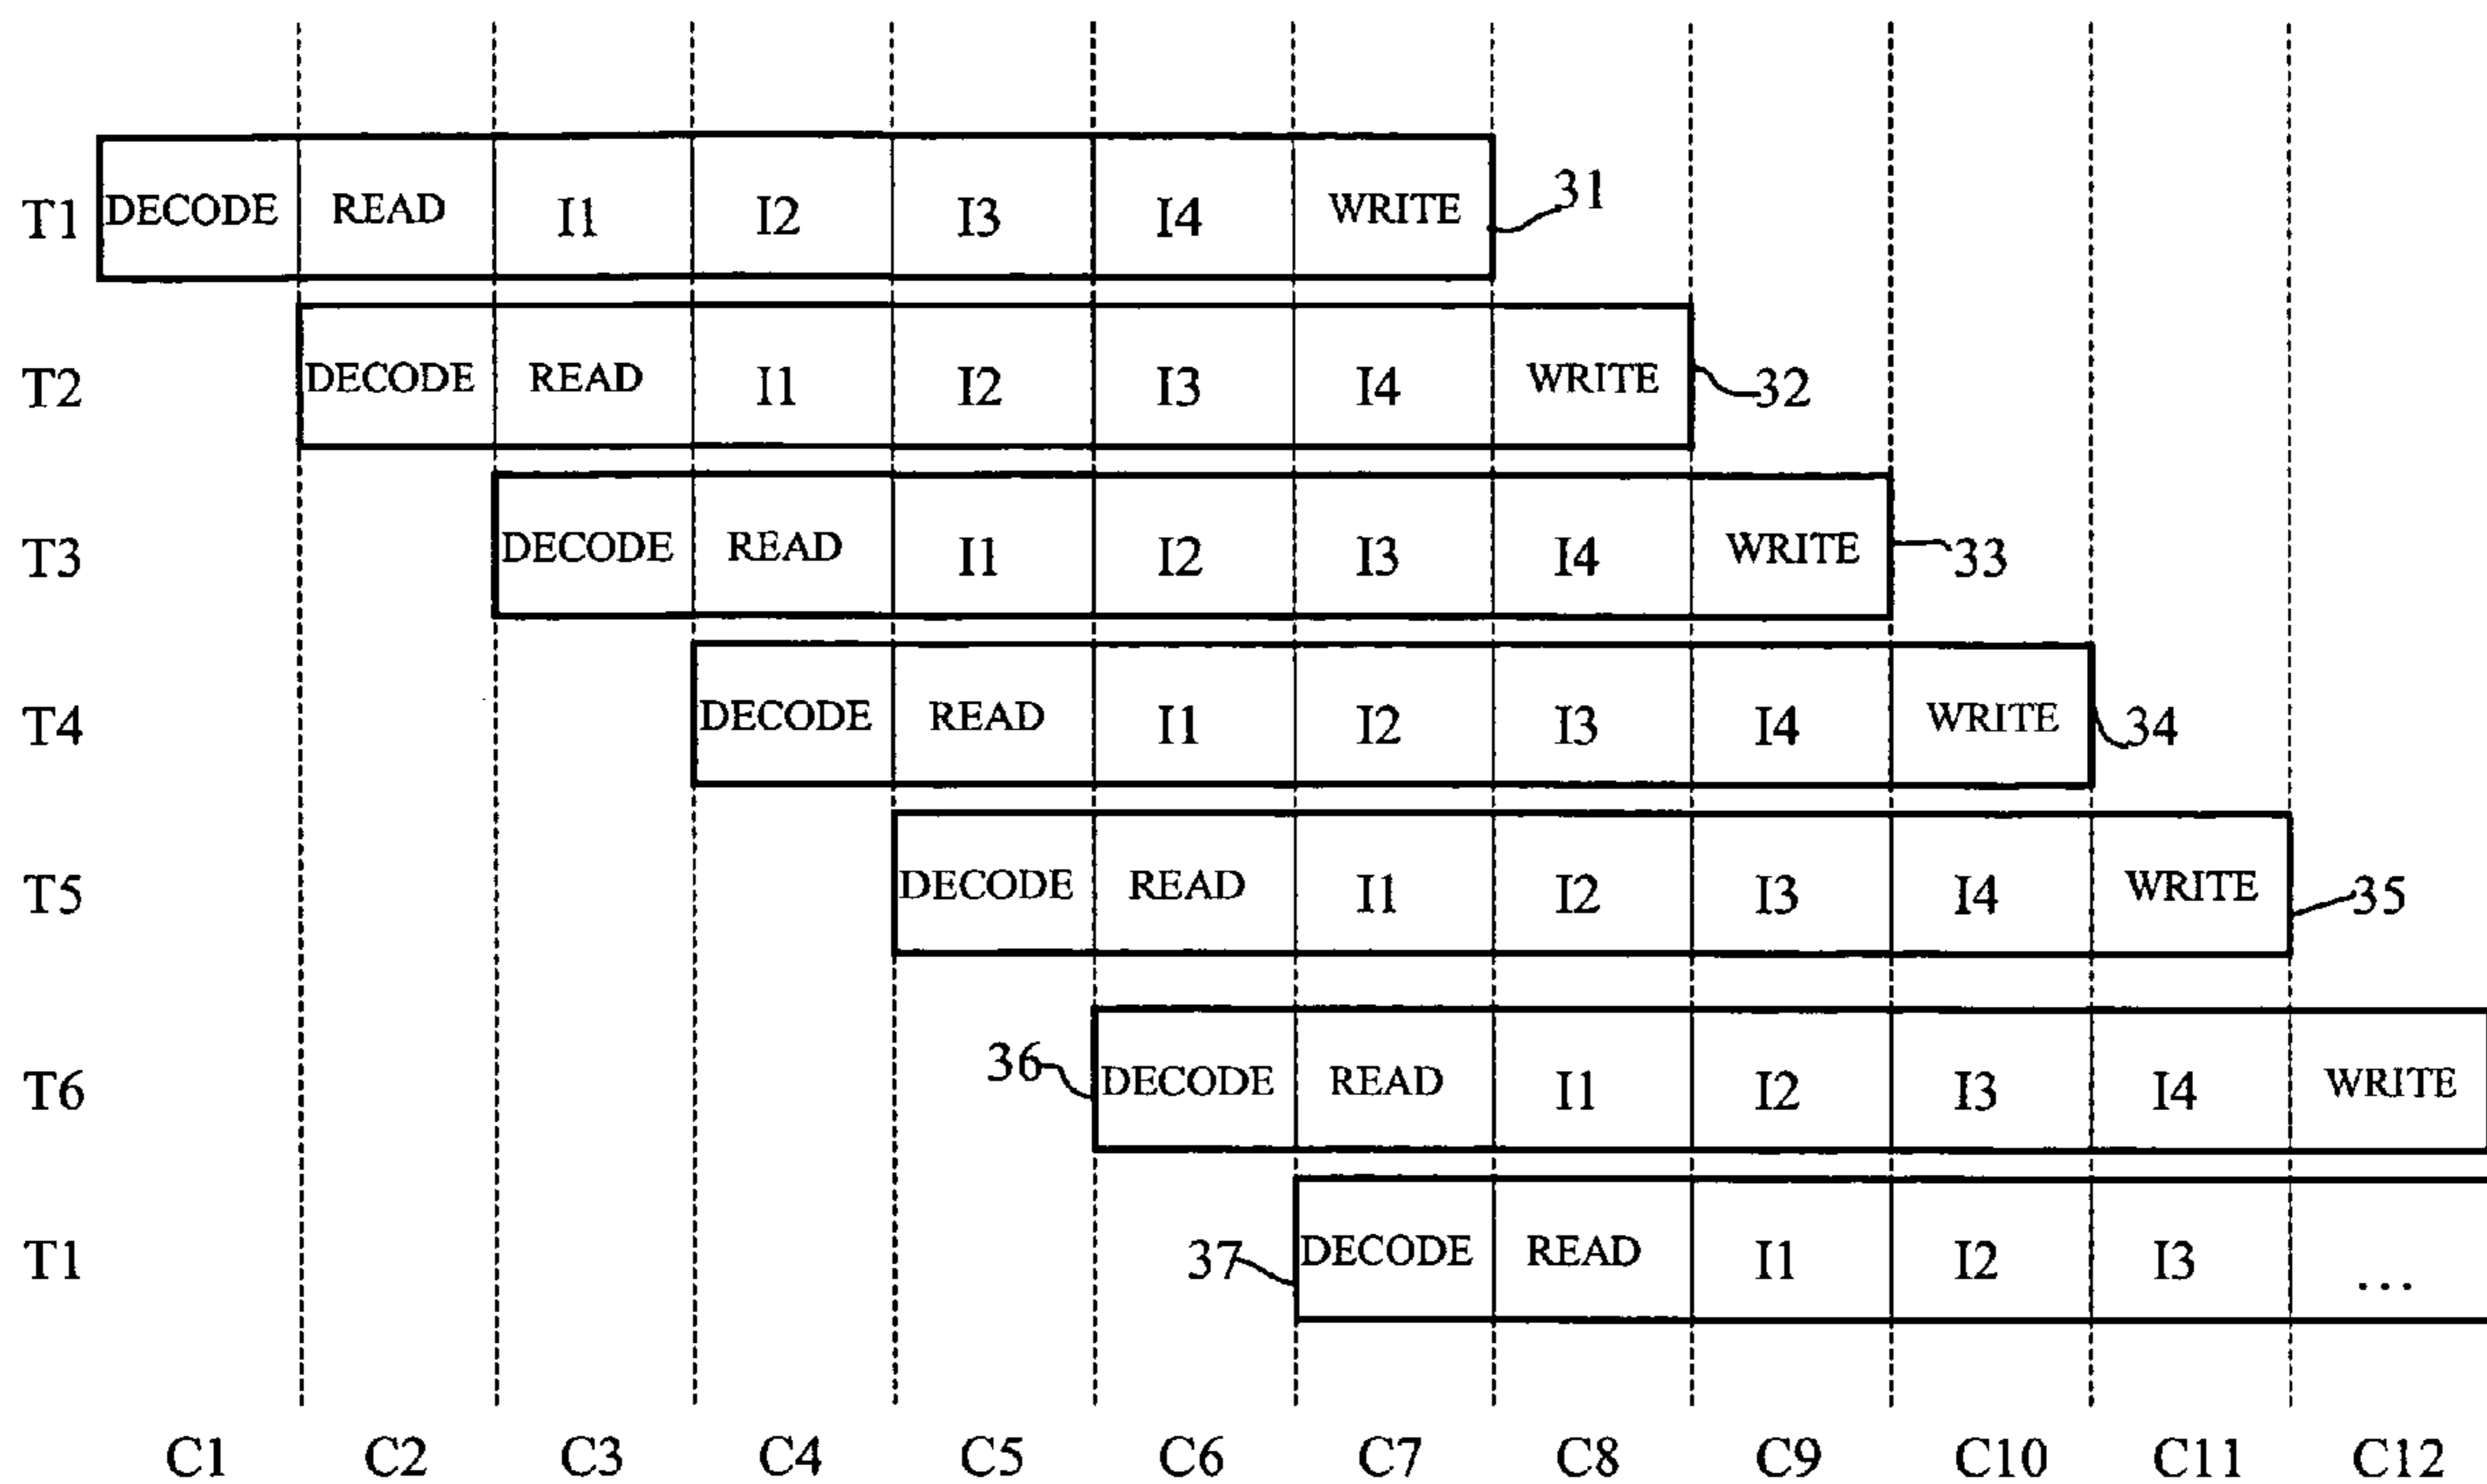 T1 DECODE READ I1 I2 I3 I4 WRITE 31
T2 DECODE READ I1 I2 I3 I4 WRITE 32
T3 DECODE READ I1 I2 I3 I4 WRITE 33
T4 DECODE READ I1 I2 I3 I4 WRITE 34
T5 DECODE READ I1 I2 I3 I4 WRITE 35
T6 36 DECODE READ I1 I2 I3 I4 WRITE
T1 37 DECODE READ I1 I2 I3 ...
C1 C2 C3 C4 C5 C6 C7 C8 C9 C10 C11 C12